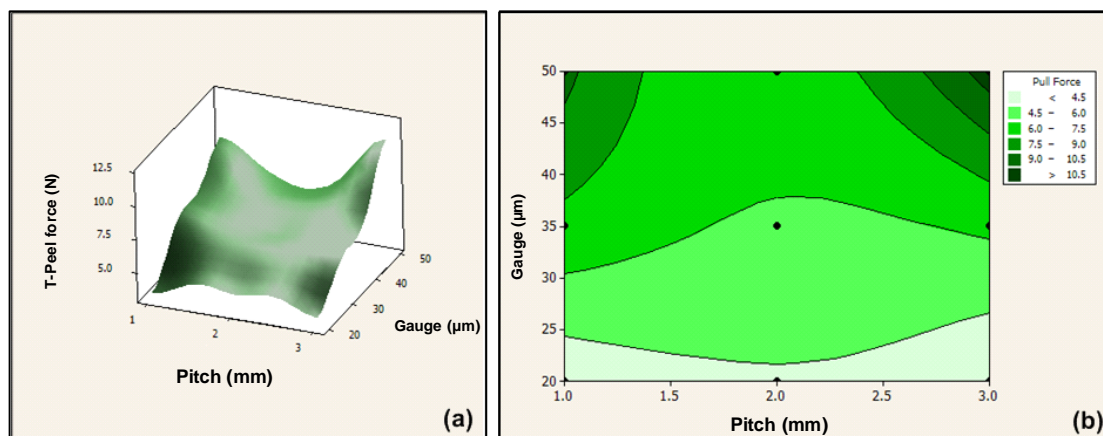 12.5
10.0
7.5
5.0
T-Peel force (N)
1
2
3
Pitch (mm)
20
30
40
50
Gauge (µm)
(a)
50
45
40
35
30
25
20
Gauge (µm)
1.0 1.5 2.0 2.5 3.0
Pitch (mm)
Pull Force
< 4.5
4.5 – 6.0
6.0 – 7.5
7.5 – 9.0
9.0 – 10.5
> 10.5
(b)